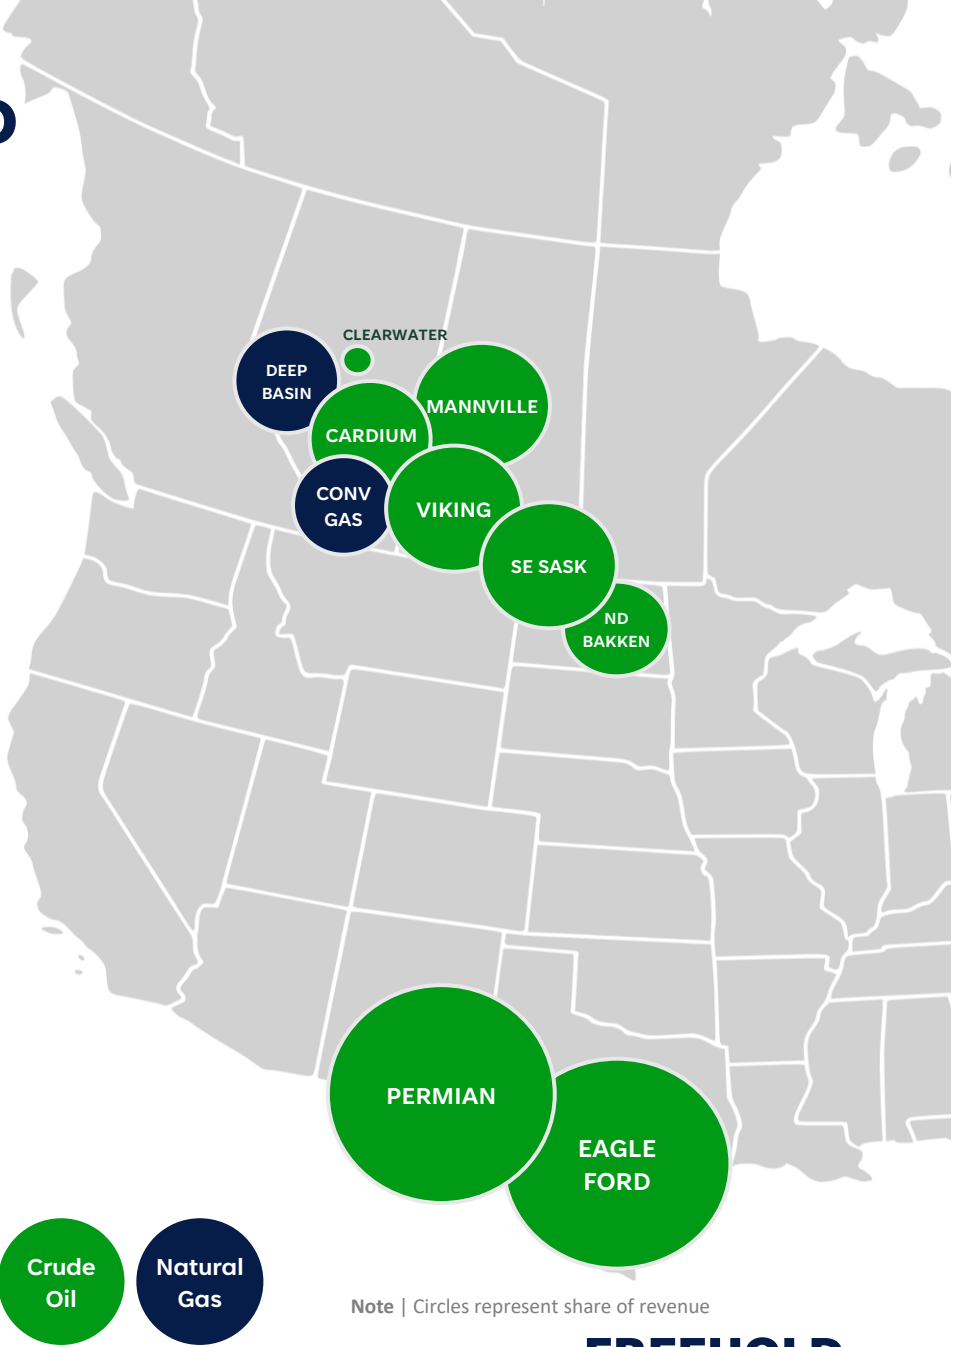 CLEARWATER
DEEP
BASIN
MANNVILLE
CARDIUM
CONV
GAS
VIKING
SE SASK
ND
BAKKEN
PERMIAN
EAGLE
FORD
Crude
Oil
Natural
Gas
Note | Circles represent share of revenue
FREEHOLD